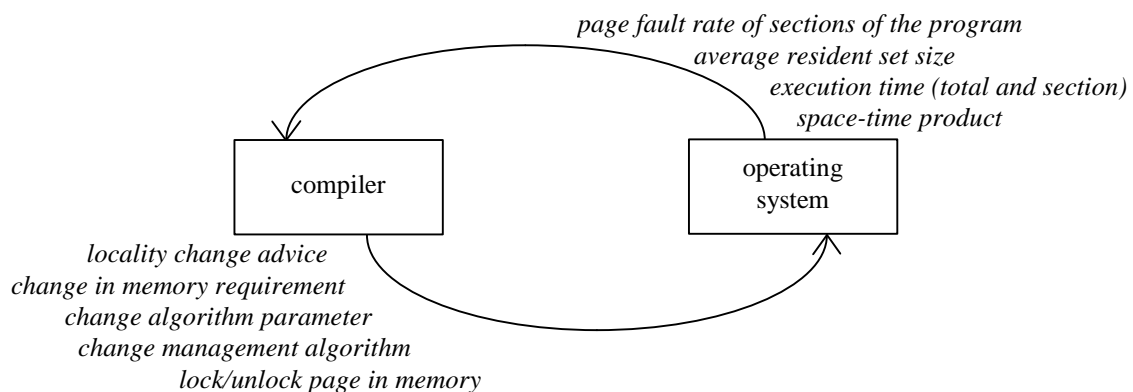 page fault rate of sections of the program
average resident set size
execution time (total and section)
space-time product
compiler
operating
system
locality change advice
change in memory requirement
change algorithm parameter
change management algorithm
lock/unlock page in memory